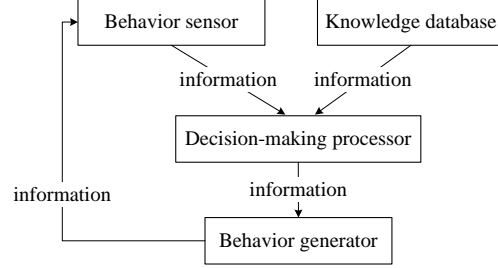 Behavior sensor
Knowledge database
information
information
Decision-making processor
information
information
Behavior generator